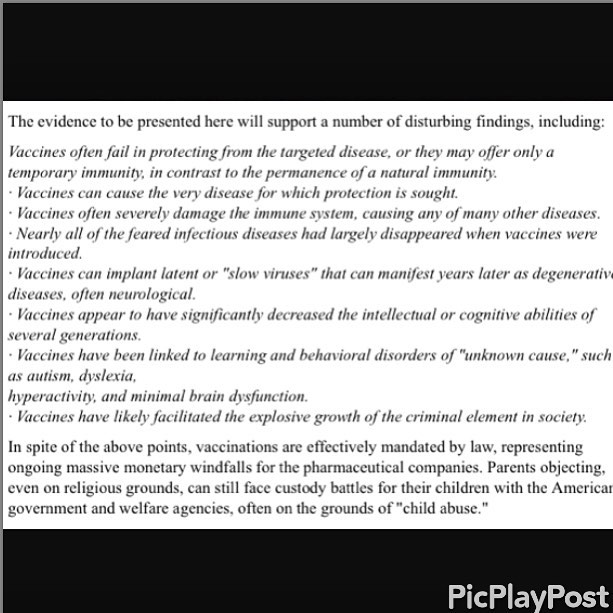 The evidence to be presented here will support a number of disturbing findings, including:
Vaccines often fail in protecting from the targeted disease, or they may offer only a
temporary immunity, in contrast to the permanence of a natural immunity.
· Vaccines can cause the very disease for which protection is sought.
· Vaccines often severely damage the immune system, causing any of many other diseases.
· Nearly all of the feared infectious diseases had largely disappeared when vaccines were
introduced.
· Vaccines can implant latent or "slow viruses" that can manifest years later as degenerativ
diseases, often neurological.
· Vaccines appear to have significantly decreased the intellectual or cognitive abilities of
several generations.
· Vaccines have been linked to learning and behavioral disorders of "unknown cause," such
as autism, dyslexia,
hyperactivity, and minimal brain dysfunction.
· Vaccines have likely facilitated the explosive growth of the criminal element in society.
In spite of the above points, vaccinations are effectively mandated by law, representing
ongoing massive monetary windfalls for the pharmaceutical companies. Parents objecting,
even on religious grounds, can still face custody battles for their children with the American
government and welfare agencies, often on the grounds of "child abuse."
PicPlayPost